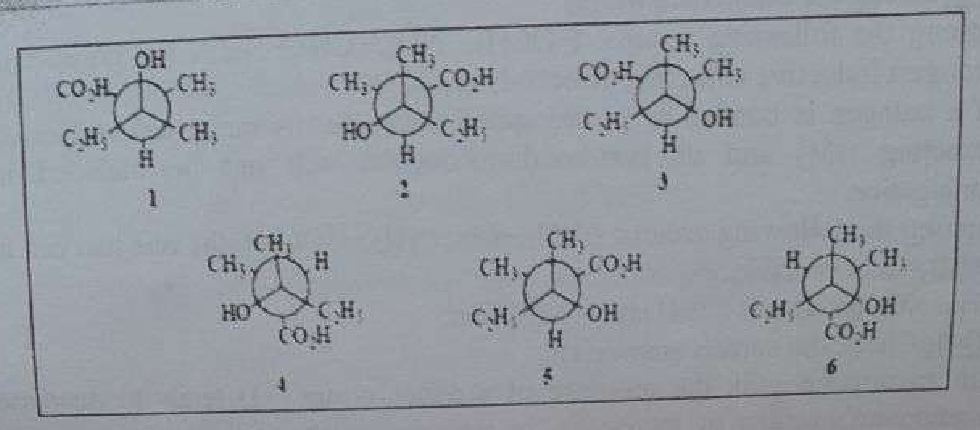 OH
CO₂H CH₃
C₂H₅ CH₃
H
1
CH₃
CH₃ CO₂H
HO C₂H₅
H
2
CH₃
CO₂H CH₃
C₂H₅ OH
H
3
CH₃
CH₃ H
HO C₂H₅
CO₂H
4
CH₃
CH₃ CO₂H
C₂H₅ OH
H
5
CH₃
H CH₃
C₂H₅ OH
CO₂H
6